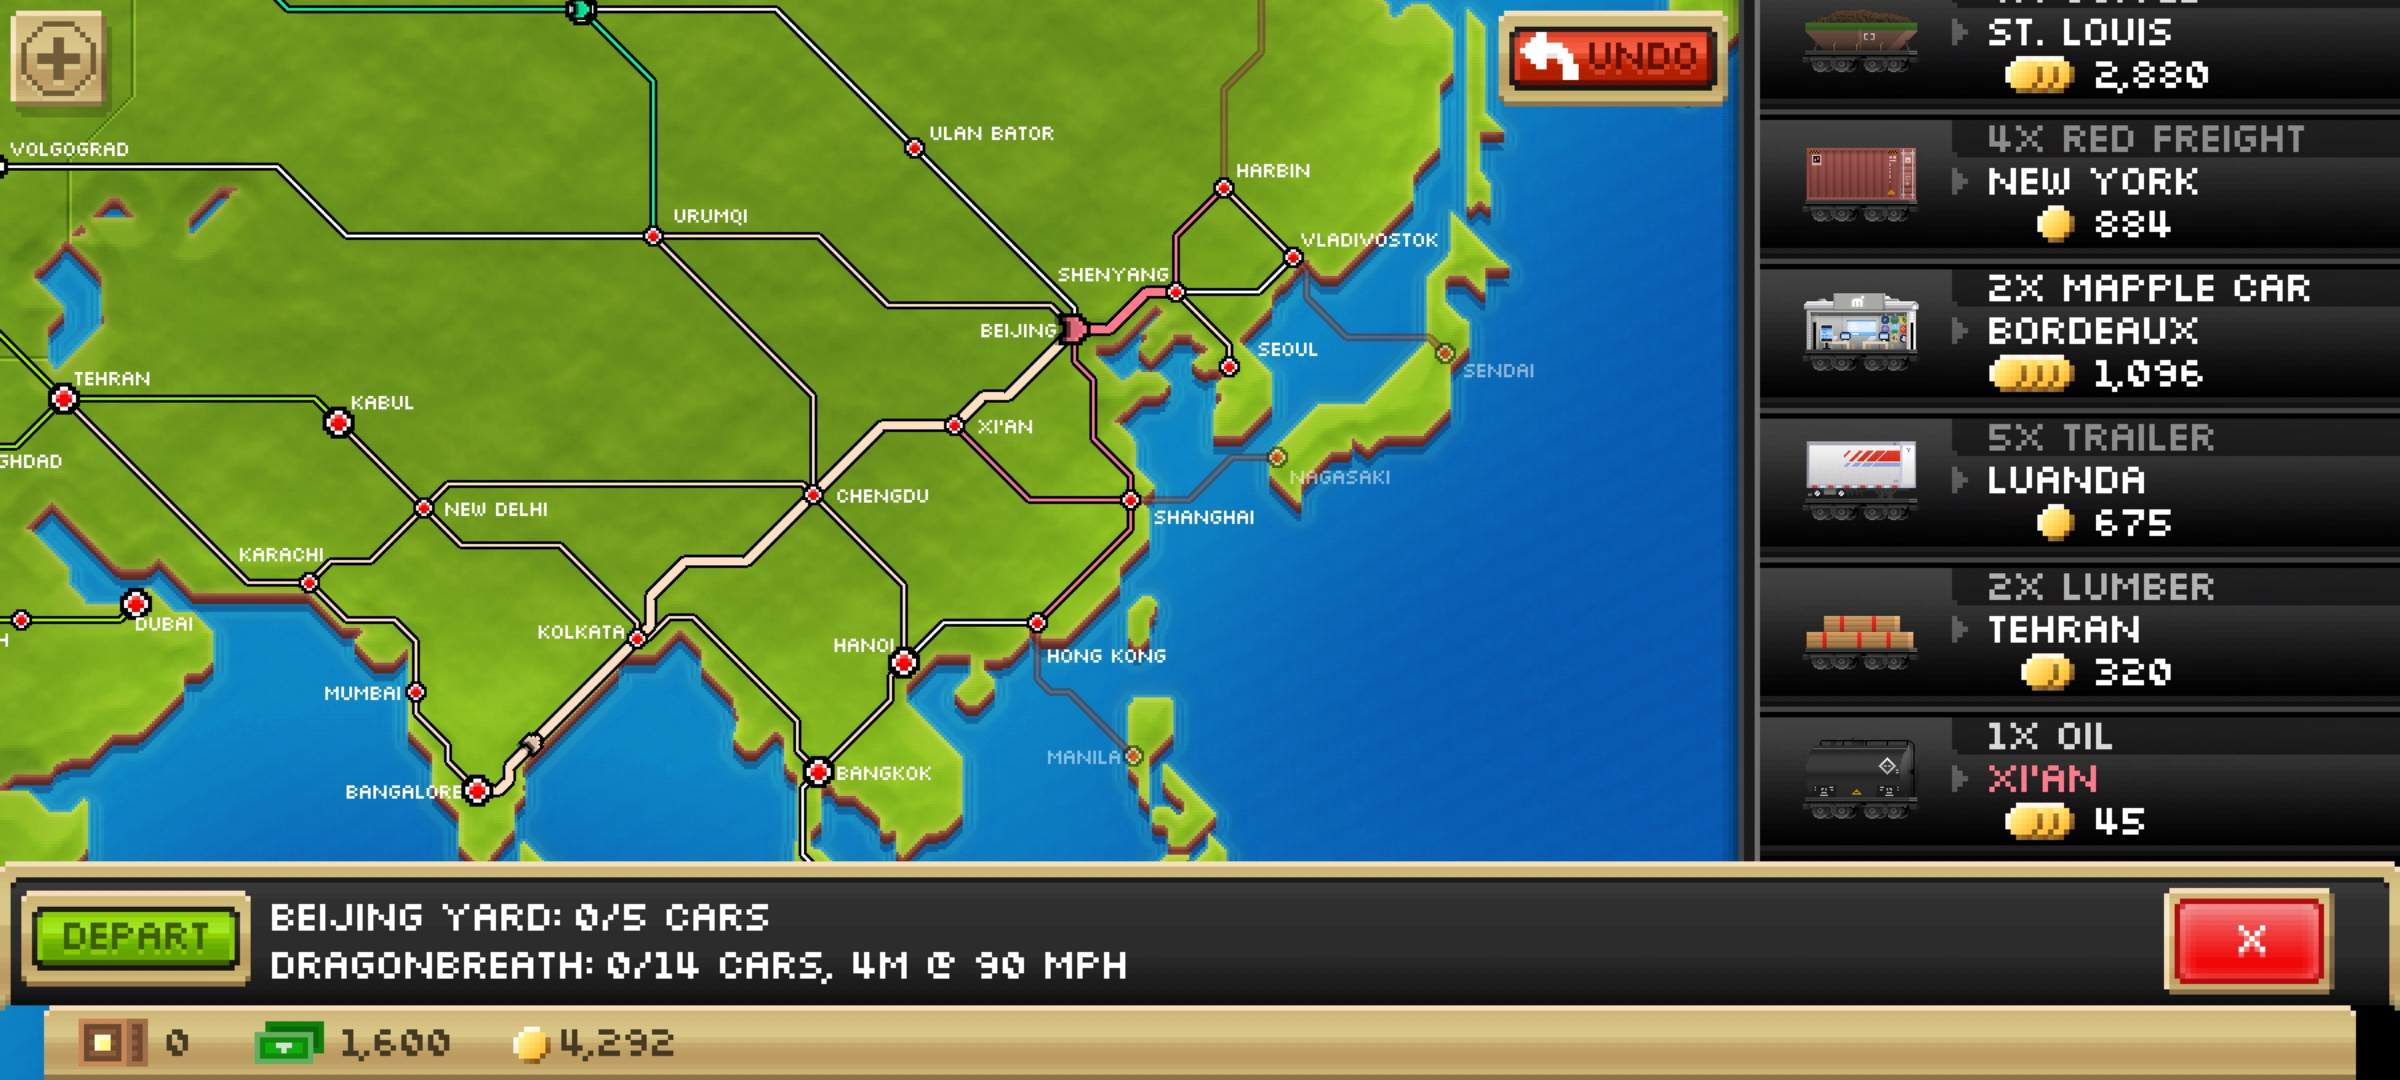 UNDO
ULAN BATOR
VOLGOGRAD
HARBIN
URUMQI
VLADIVOSTOK
SHENYANG
BEIJING
SEOUL
SENDAI
TEHRAN
KABUL
XI'AN
GHDAD
NAGASAKI
CHENGDU
NEW DELHI
SHANGHAI
KARACHI
DUBAI
KOLKATA
H
HANOI
HONG KONG
MUMBAI
MANILA
BANGKOK
BANGALORE
ST. LOUIS
2,880
4X RED FREIGHT
NEW YORK
884
2X MAPPLE CAR
BORDEAUX
1,096
5X TRAILER
LUANDA
675
2X LUMBER
TEHRAN
320
1X OIL
XI'AN
45
DEPART
BEIJING YARD: 0/5 CARS
DRAGONBREATH: 0/14 CARS, 4M @ 90 MPH
X
0
1,600
4,292